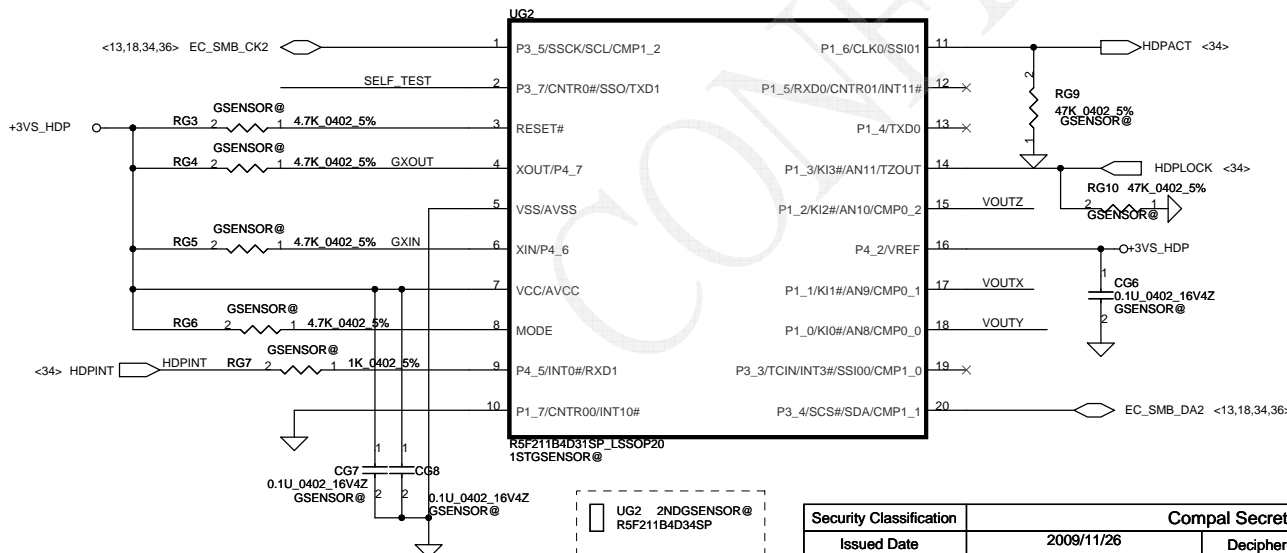 UG2
<13,18,34,36> EC_SMB_CK2 1 P3_5/SSCK/SCL/CMP1_2 P1_6/CLK0/SSI01 11 HDPACT <34>
SELF_TEST 2 P3_7/CNTR0#/SSO/TXD1 P1_5/RXD0/CNTR01/INT11# 12
2 RG9 47K_0402_5% GSENSOR@ 1
GSENSOR@
+3VS_HDP RG3 2 1 4.7K_0402_5% 3 RESET# P1_4/TXD0 13
GSENSOR@
RG4 2 1 4.7K_0402_5% GXOUT 4 XOUT/P4_7 P1_3/KI3#/AN11/TZOUT 14 HDPLOCK <34>
RG10 47K_0402_5%
2 1
GSENSOR@
5 VSS/AVSS P1_2/KI2#/AN10/CMP0_2 15 VOUTZ
GSENSOR@
RG5 2 1 4.7K_0402_5% GXIN 6 XIN/P4_6 P4_2/VREF 16 +3VS_HDP
7 VCC/AVCC P1_1/KI1#/AN9/CMP0_1 17 VOUTX
1 CG6
0.1U_0402_16V4Z
2 GSENSOR@
RG6 2 1 4.7K_0402_5% 8 MODE P1_0/KI0#/AN8/CMP0_0 18 VOUTY
GSENSOR@
GSENSOR@
<34> HDPINT HDPINT RG7 2 1 1K_0402_5% 9 P4_5/INT0#/RXD1 P3_3/TCIN/INT3#/SSI00/CMP1_0 19
10 P1_7/CNTR00/INT10# P3_4/SCS#/SDA/CMP1_1 20 EC_SMB_DA2 <13,18,34,36>
R5F211B4D31SP_LSSOP20
1STGSENSOR@
1 1
CG7 CG8
0.1U_0402_16V4Z
GSENSOR@ 2 2 0.1U_0402_16V4Z
GSENSOR@
UG2 2NDGSENSOR@
R5F211B4D34SP
Security Classification Compal Secret
Issued Date 2009/11/26 Decipher